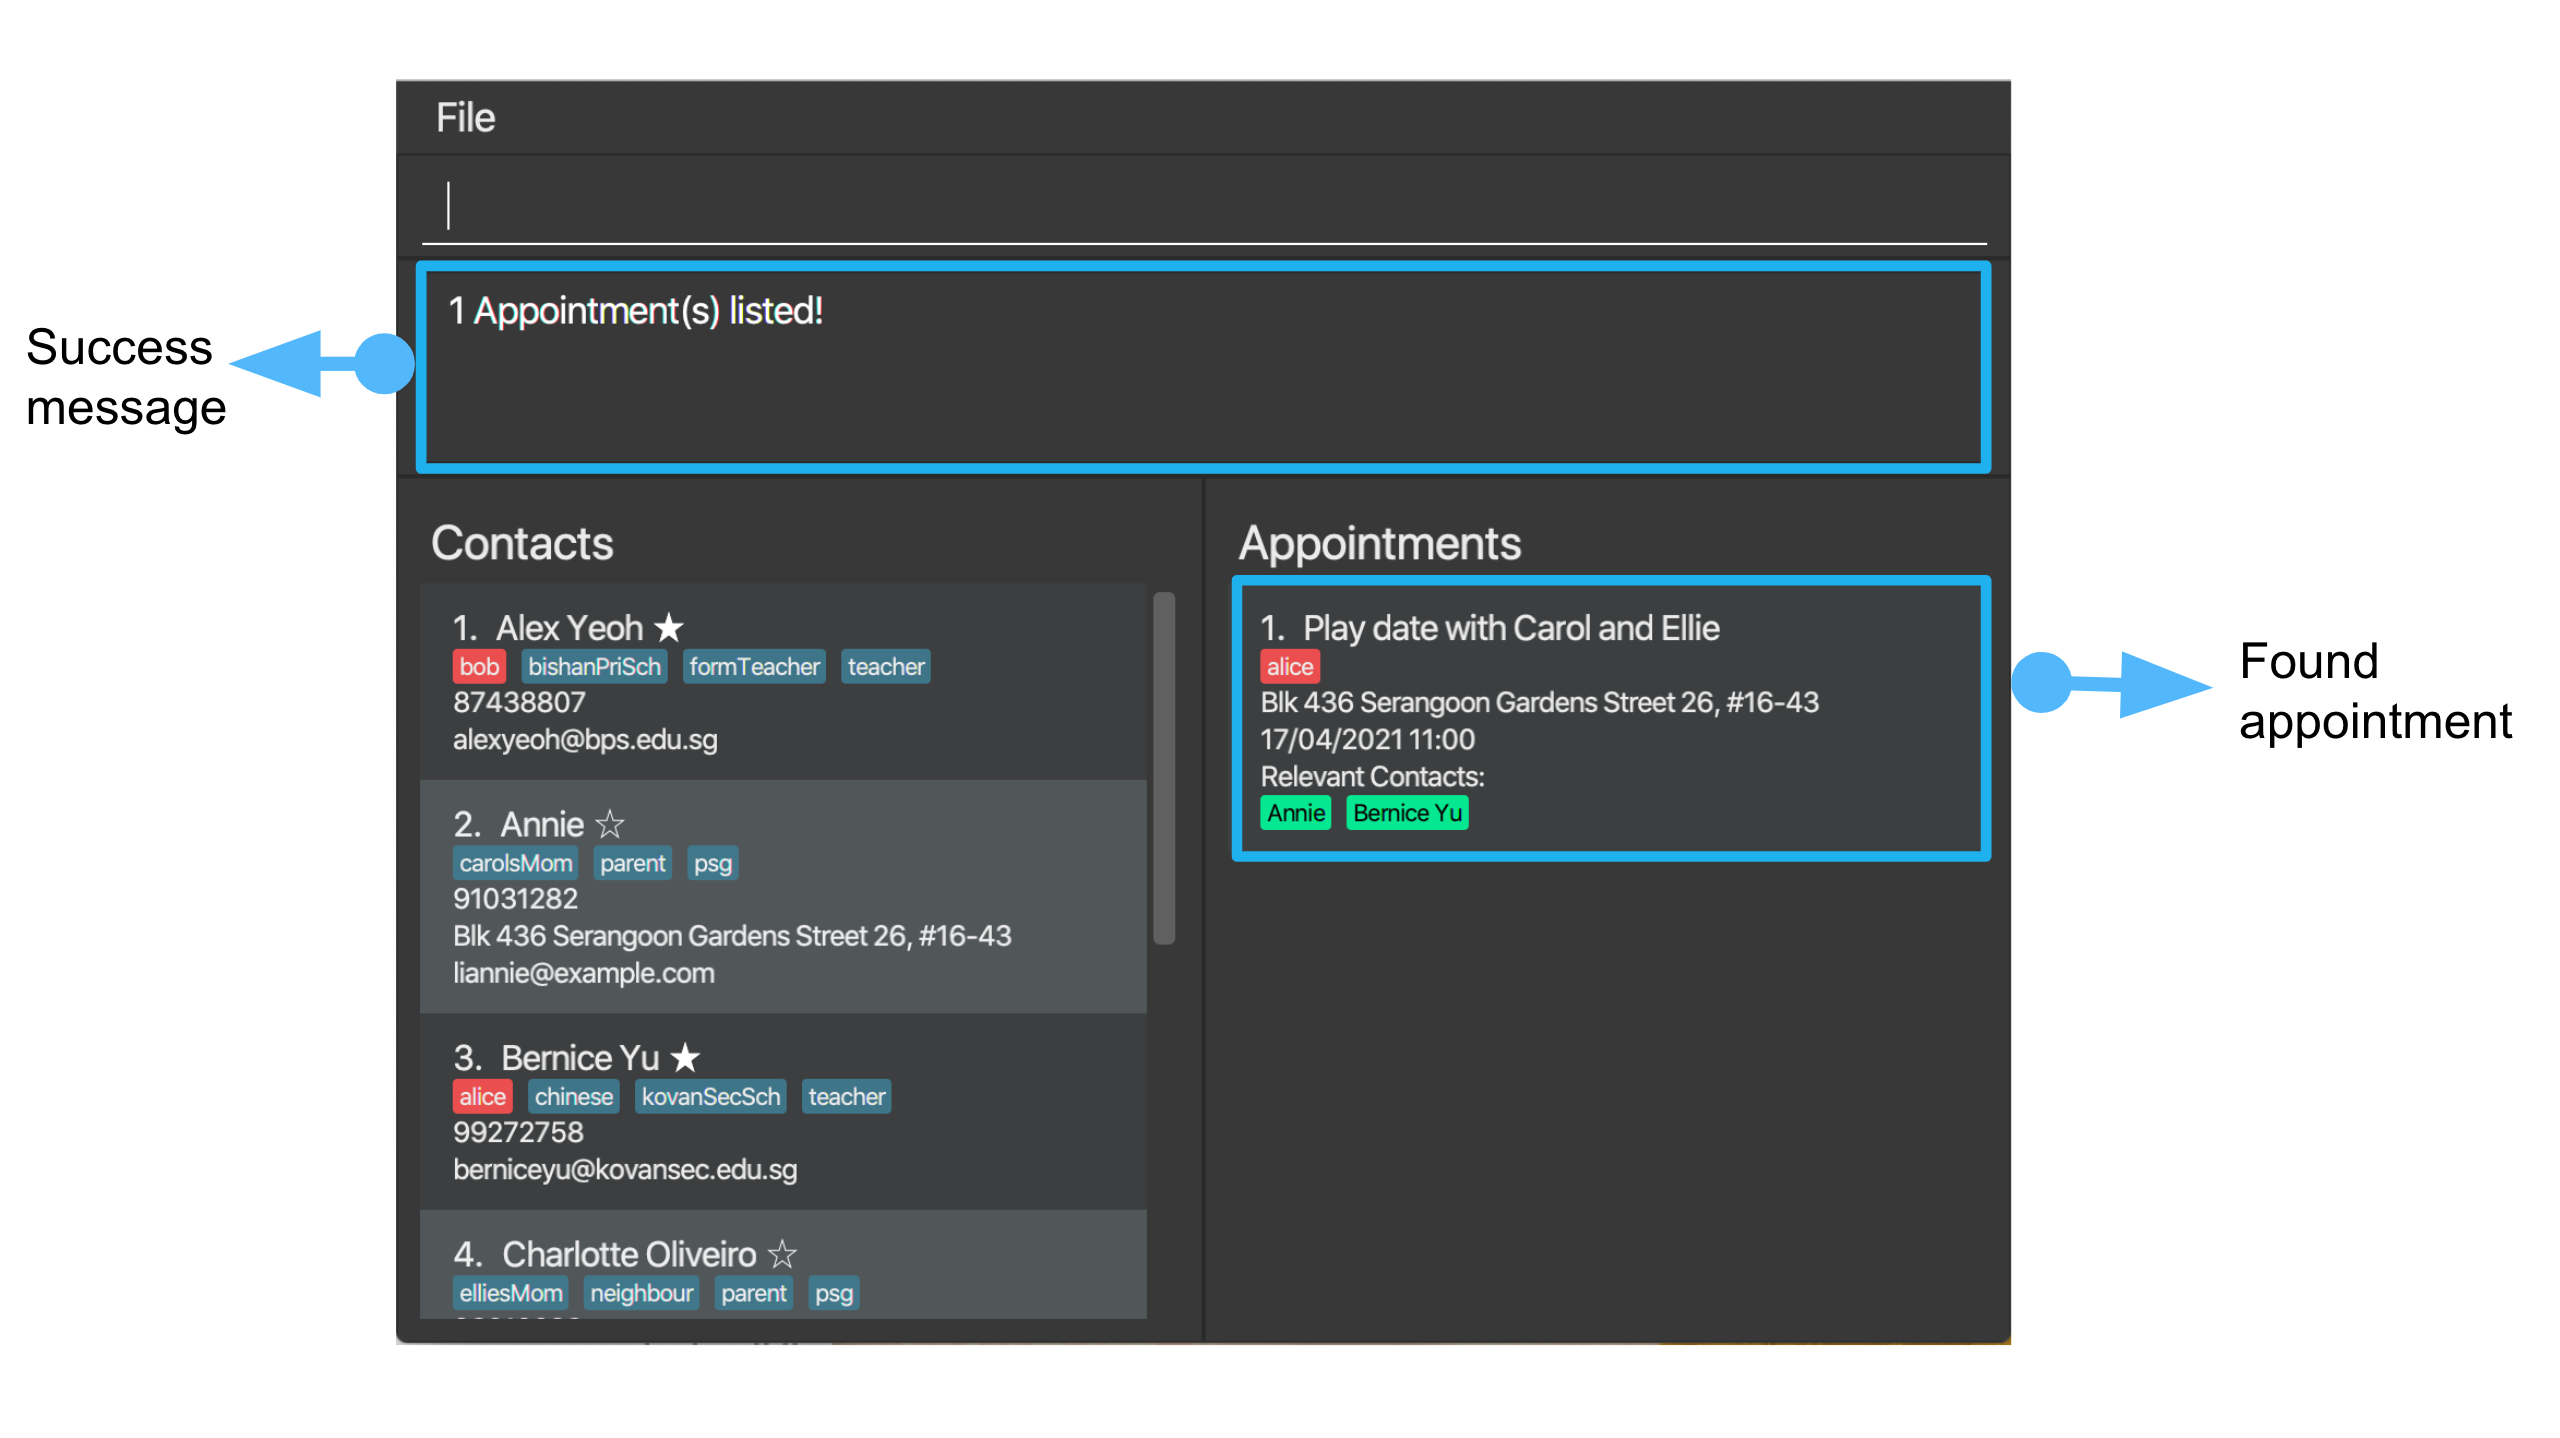 File
1 Appointment(s) listed!
Success
message
Contacts
1. Alex Yeoh ★
bob bishanPriSch formTeacher teacher
87438807
alexyeoh@bps.edu.sg
2. Annie ☆
carolsMom parent psg
91031282
Blk 436 Serangoon Gardens Street 26, #16-43
liannie@example.com
3. Bernice Yu ★
alice chinese kovanSecSch teacher
99272758
berniceyu@kovansec.edu.sg
4. Charlotte Oliveiro ☆
elliesMom neighbour parent psg
Appointments
1. Play date with Carol and Ellie
alice
Blk 436 Serangoon Gardens Street 26, #16-43
17/04/2021 11:00
Relevant Contacts:
Annie Bernice Yu
Found
appointment